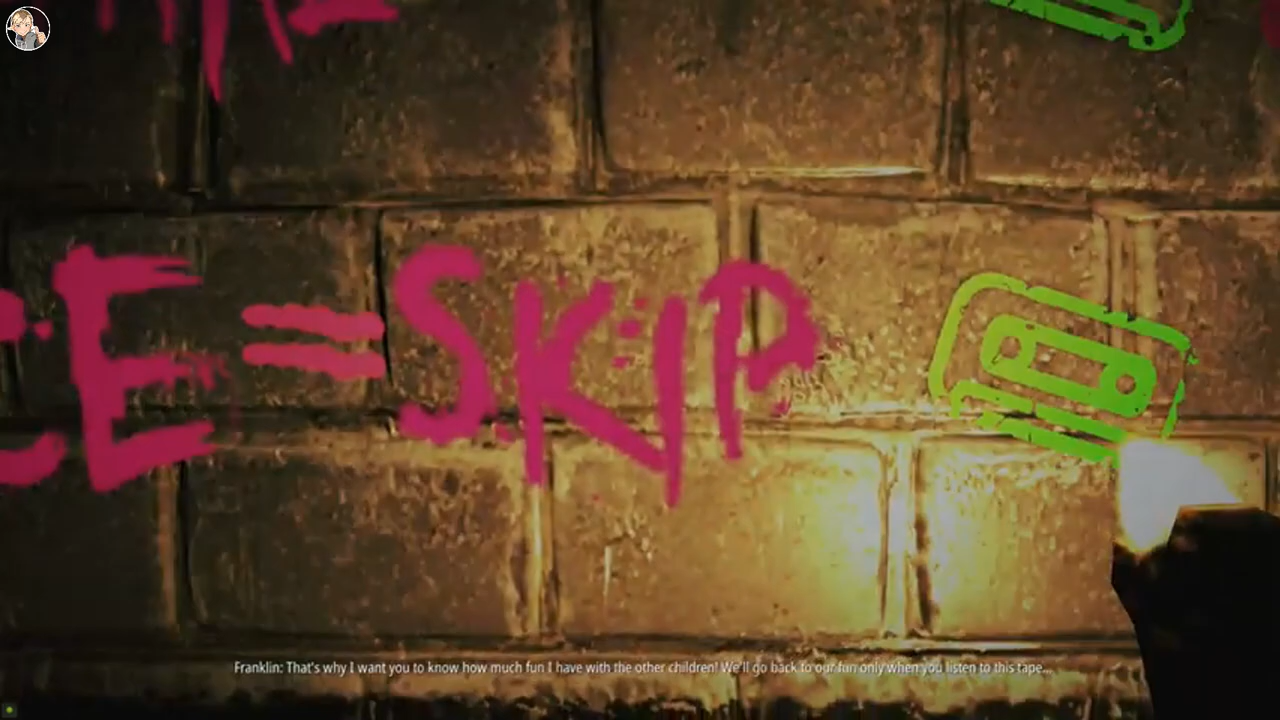 E = SKIP
Franklin: That's why I want you to know how much fun I have with the other children! We'll go back to our fun only when you listen to this tape...